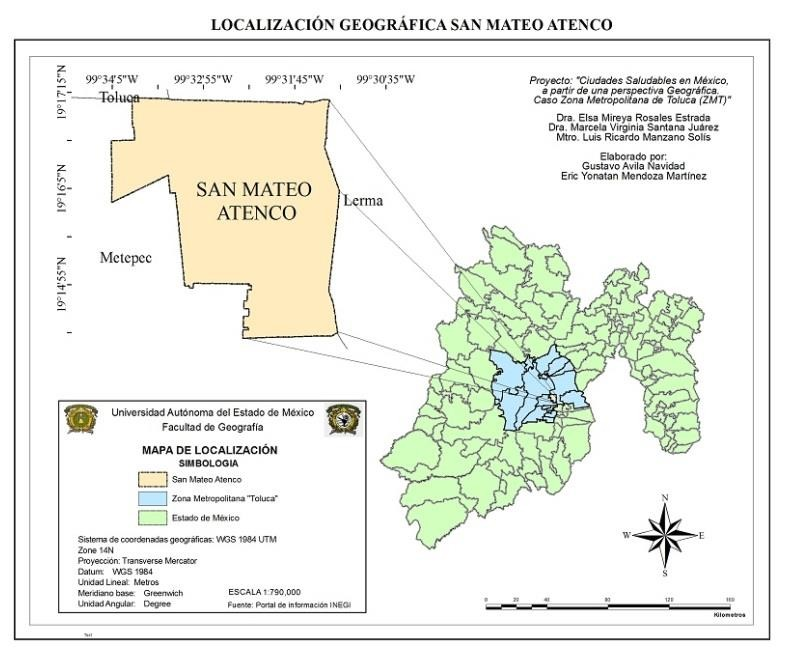 LOCALIZACIÓN GEOGRÁFICA SAN MATEO ATENCO
99°34'5"W 99°32'55"W 99°31'45"W 99°30'35"W
19°17'15"N
19°16'5"N
19°14'55"N
Toluca
SAN MATEO
ATENCO
Lerma
Metepec
Proyecto: "Ciudades Saludables en México,
a partir de una perspectiva Geográfica.
Caso Zona Metropolitana de Toluca (ZMT)"
Dra. Elsa Mireya Rosales Estrada
Dra. Marcela Virginia Santana Juárez
Mtro. Luis Ricardo Manzano Solís
Elaborado por:
Gustavo Avila Navidad
Eric Yonatan Mendoza Martínez
Universidad Autónoma del Estado de México
Facultad de Geografía
MAPA DE LOCALIZACIÓN
SIMBOLOGIA
San Mateo Atenco
Zona Metropolitana "Toluca"
Estado de México
Sistema de coordenadas geográficas: WGS 1984 UTM
Zone 14N
Proyección: Transverse Mercator
Datum: WGS 1984
Unidad Lineal: Metros
Meridiano base: Greenwich
Unidad Angular: Degree
ESCALA 1:790,000
Fuente: Portal de información INEGI
N
W E
S
0 20 40 80 120 160
Kilometros